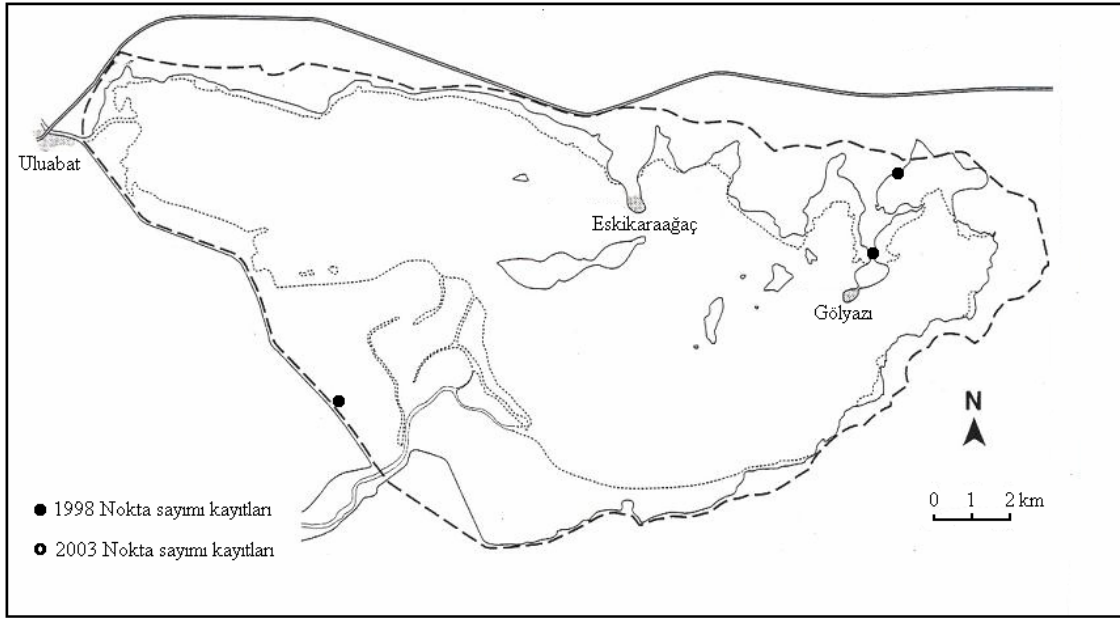 Uluabat
Eskikaraağaç
Gölyazı
N
0 1 2 km
1998 Nokta sayımı kayıtları
2003 Nokta sayımı kayıtları